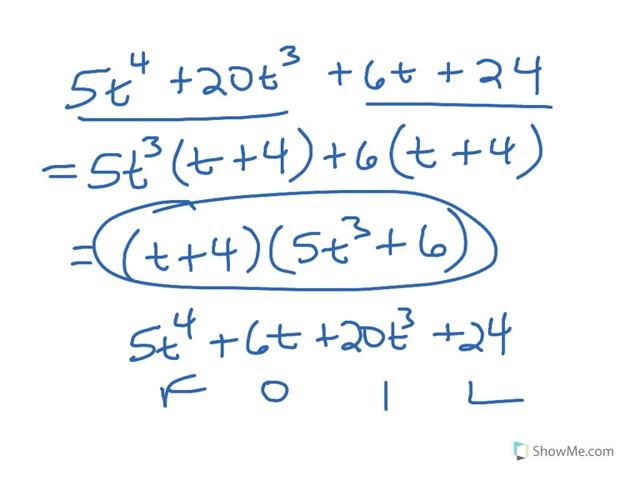 5t⁴ + 20t³ + 6t + 24
= 5t³(t + 4) + 6(t + 4)
= (t + 4)(5t³ + 6)
5t⁴ + 6t + 20t³ + 24
F O I L
ShowMe.com